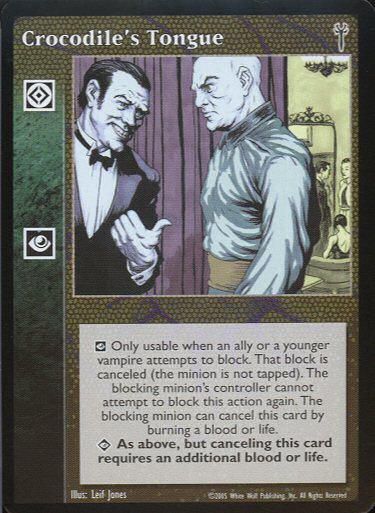 Crocodile's Tongue
Only usable when an ally or a younger
vampire attempts to block. That block is
canceled (the minion is not tapped). The
blocking minion's controller cannot
attempt to block this action again. The
blocking minion can cancel this card by
burning a blood or life.
As above, but canceling this card
requires an additional blood or life.
Illus: Leif Jones
©2005 White Wolf Publishing, Inc. All Rights Reserved